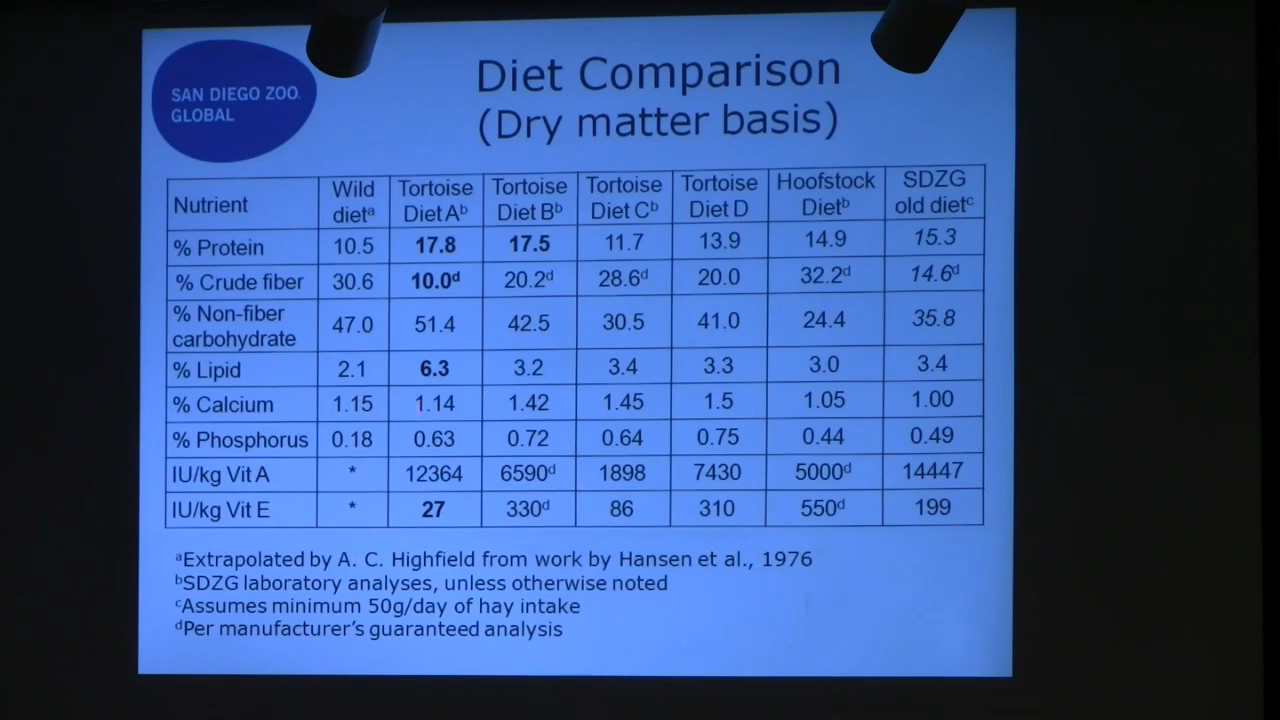 SAN DIEGO ZOO
GLOBAL
Diet Comparison
(Dry matter basis)
Nutrient | Wild dietᵃ | Tortoise Diet Aᵇ | Tortoise Diet Bᵇ | Tortoise Diet Cᵇ | Tortoise Diet D | Hoofstock Dietᵇ | SDZG old dietᶜ
% Protein | 10.5 | 17.8 | 17.5 | 11.7 | 13.9 | 14.9 | 15.3
% Crude fiber | 30.6 | 10.0ᵈ | 20.2ᵈ | 28.6ᵈ | 20.0 | 32.2ᵈ | 14.6ᵈ
% Non-fiber carbohydrate | 47.0 | 51.4 | 42.5 | 30.5 | 41.0 | 24.4 | 35.8
% Lipid | 2.1 | 6.3 | 3.2 | 3.4 | 3.3 | 3.0 | 3.4
% Calcium | 1.15 | 1.14 | 1.42 | 1.45 | 1.5 | 1.05 | 1.00
% Phosphorus | 0.18 | 0.63 | 0.72 | 0.64 | 0.75 | 0.44 | 0.49
IU/kg Vit A | * | 12364 | 6590ᵈ | 1898 | 7430 | 5000ᵈ | 14447
IU/kg Vit E | * | 27 | 330ᵈ | 86 | 310 | 550ᵈ | 199
ᵃExtrapolated by A. C. Highfield from work by Hansen et al., 1976
ᵇSDZG laboratory analyses, unless otherwise noted
ᶜAssumes minimum 50g/day of hay intake
ᵈPer manufacturer's guaranteed analysis